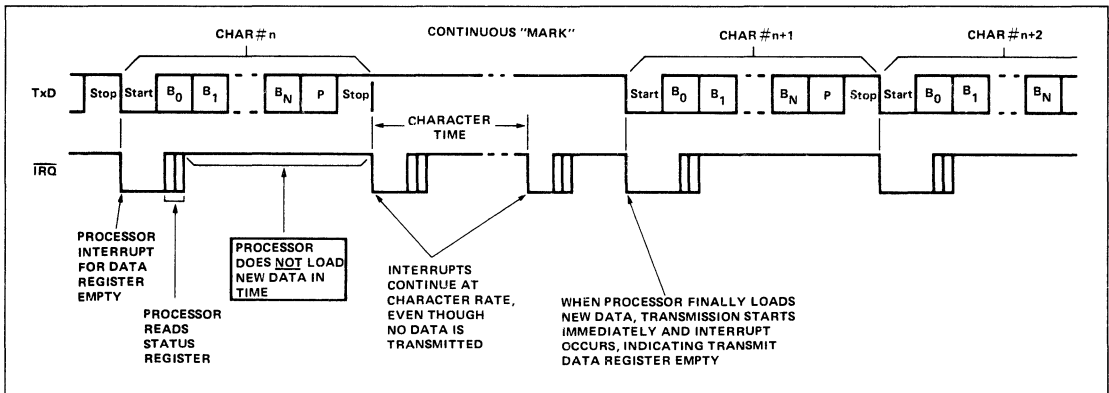 CHAR #n
CONTINUOUS "MARK"
CHAR #n+1
CHAR #n+2
TxD
Stop Start B0 B1 BN P Stop Start B0 B1 BN P Stop Start B0 B1 BN
CHARACTER
TIME
IRQ
PROCESSOR
INTERRUPT
FOR DATA
REGISTER
EMPTY
PROCESSOR
READS
STATUS
REGISTER
PROCESSOR
DOES NOT LOAD
NEW DATA IN
TIME
INTERRUPTS
CONTINUE AT
CHARACTER RATE,
EVEN THOUGH
NO DATA IS
TRANSMITTED
WHEN PROCESSOR FINALLY LOADS
NEW DATA, TRANSMISSION STARTS
IMMEDIATELY AND INTERRUPT
OCCURS, INDICATING TRANSMIT
DATA REGISTER EMPTY